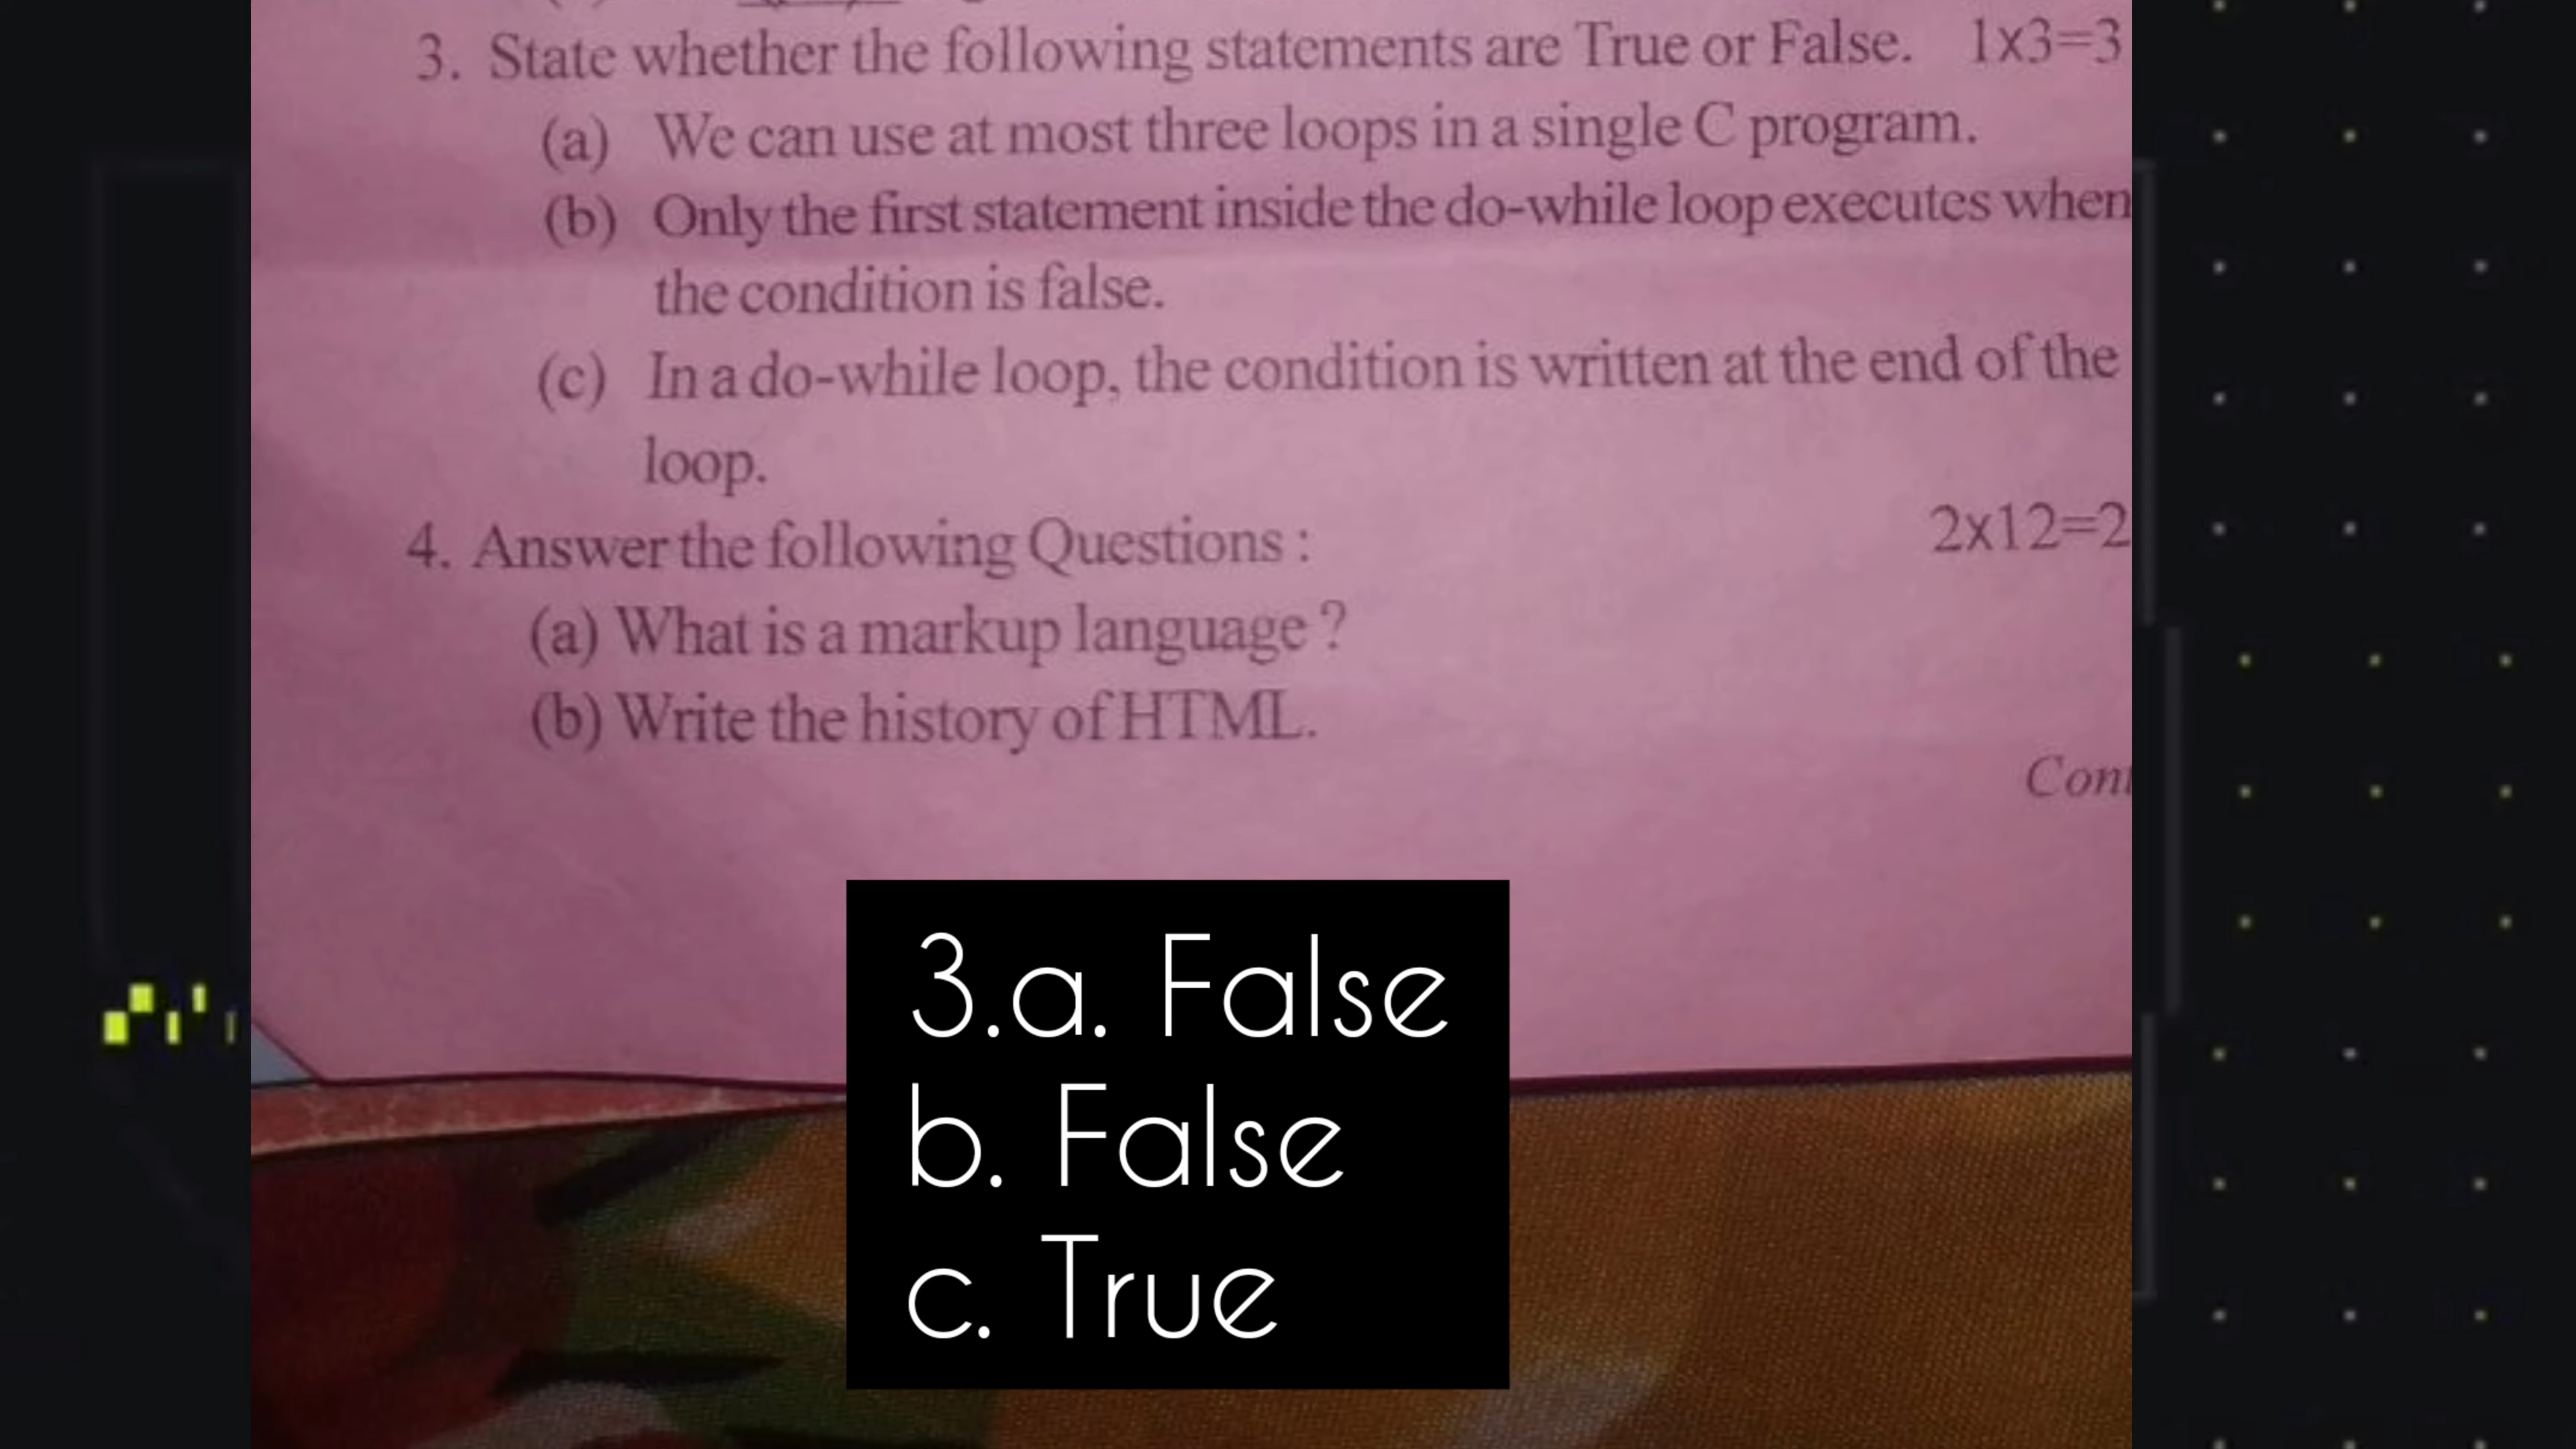 3. State whether the following statements are True or False. 1x3=3
(a) We can use at most three loops in a single C program.
(b) Only the first statement inside the do-while loop executes when
the condition is false.
(c) In a do-while loop, the condition is written at the end of the
loop.
4. Answer the following Questions : 2x12=2
(a) What is a markup language ?
(b) Write the history of HTML.
3.a. False
b. False
c. True